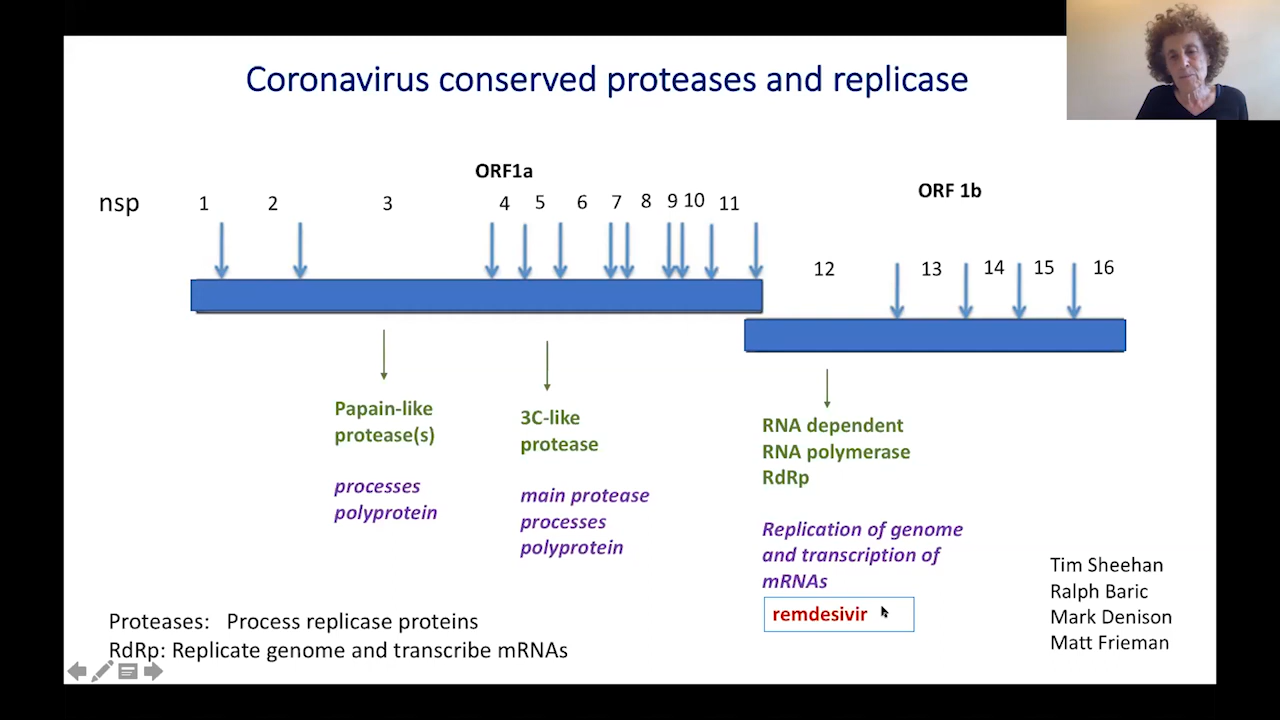 Coronavirus conserved proteases and replicase
ORF1a
ORF 1b
nsp 1 2 3 4 5 6 7 8 9 10 11
12 13 14 15 16
Papain-like
protease(s)
processes
polyprotein
3C-like
protease
main protease
processes
polyprotein
RNA dependent
RNA polymerase
RdRp
Replication of genome
and transcription of
mRNAs
remdesivir
Tim Sheehan
Ralph Baric
Mark Denison
Matt Frieman
Proteases: Process replicase proteins
RdRp: Replicate genome and transcribe mRNAs